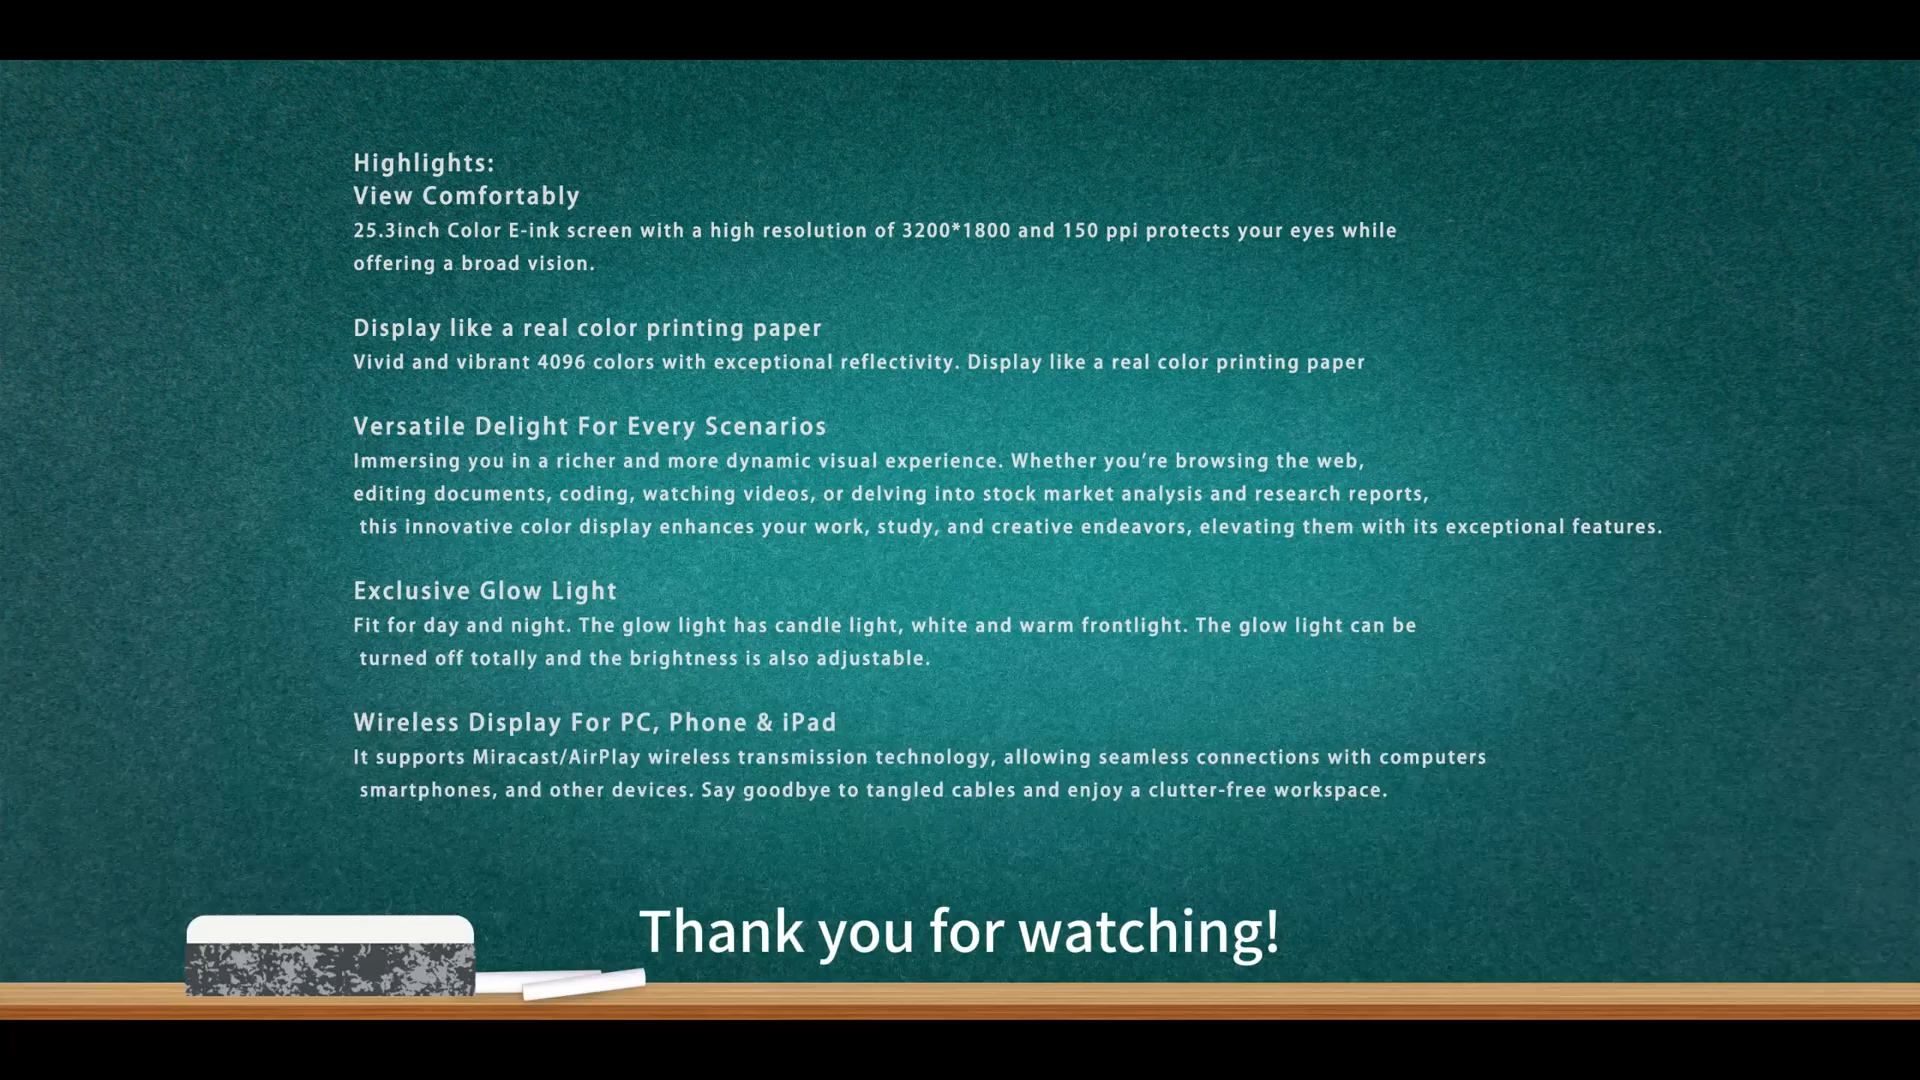 Highlights:
View Comfortably
25.3inch Color E-ink screen with a high resolution of 3200*1800 and 150 ppi protects your eyes while
offering a broad vision.
Display like a real color printing paper
Vivid and vibrant 4096 colors with exceptional reflectivity. Display like a real color printing paper
Versatile Delight For Every Scenarios
Immersing you in a richer and more dynamic visual experience. Whether you’re browsing the web,
editing documents, coding, watching videos, or delving into stock market analysis and research reports,
this innovative color display enhances your work, study, and creative endeavors, elevating them with its exceptional features.
Exclusive Glow Light
Fit for day and night. The glow light has candle light, white and warm frontlight. The glow light can be
turned off totally and the brightness is also adjustable.
Wireless Display For PC, Phone & iPad
It supports Miracast/AirPlay wireless transmission technology, allowing seamless connections with computers
smartphones, and other devices. Say goodbye to tangled cables and enjoy a clutter-free workspace.
Thank you for watching!